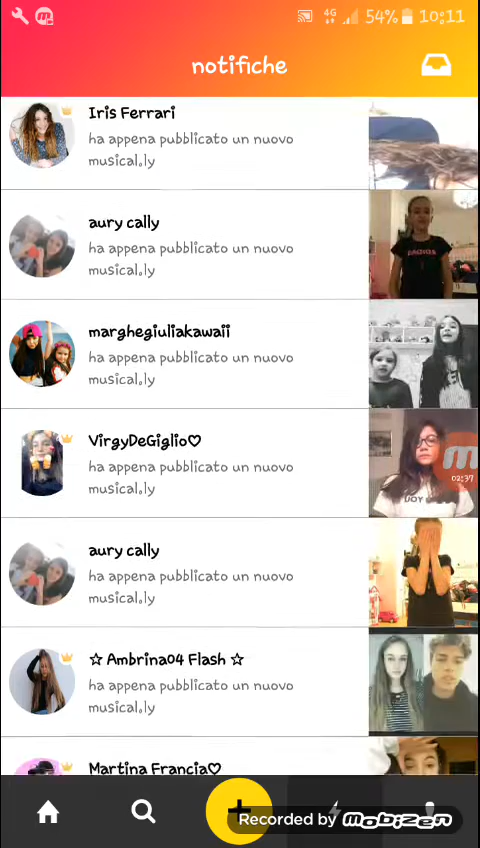 4G 54% 10:11
notifiche
Iris Ferrari
ha appena pubblicato un nuovo
musical.ly
aury cally
ha appena pubblicato un nuovo
musical.ly
marghegiuliakawaii
ha appena pubblicato un nuovo
musical.ly
VirgyDeGiglio♡
ha appena pubblicato un nuovo
musical.ly
02:37
aury cally
ha appena pubblicato un nuovo
musical.ly
☆ Ambrina04 Flash ☆
ha appena pubblicato un nuovo
musical.ly
Martina Francia♡
Recorded by Mobizen